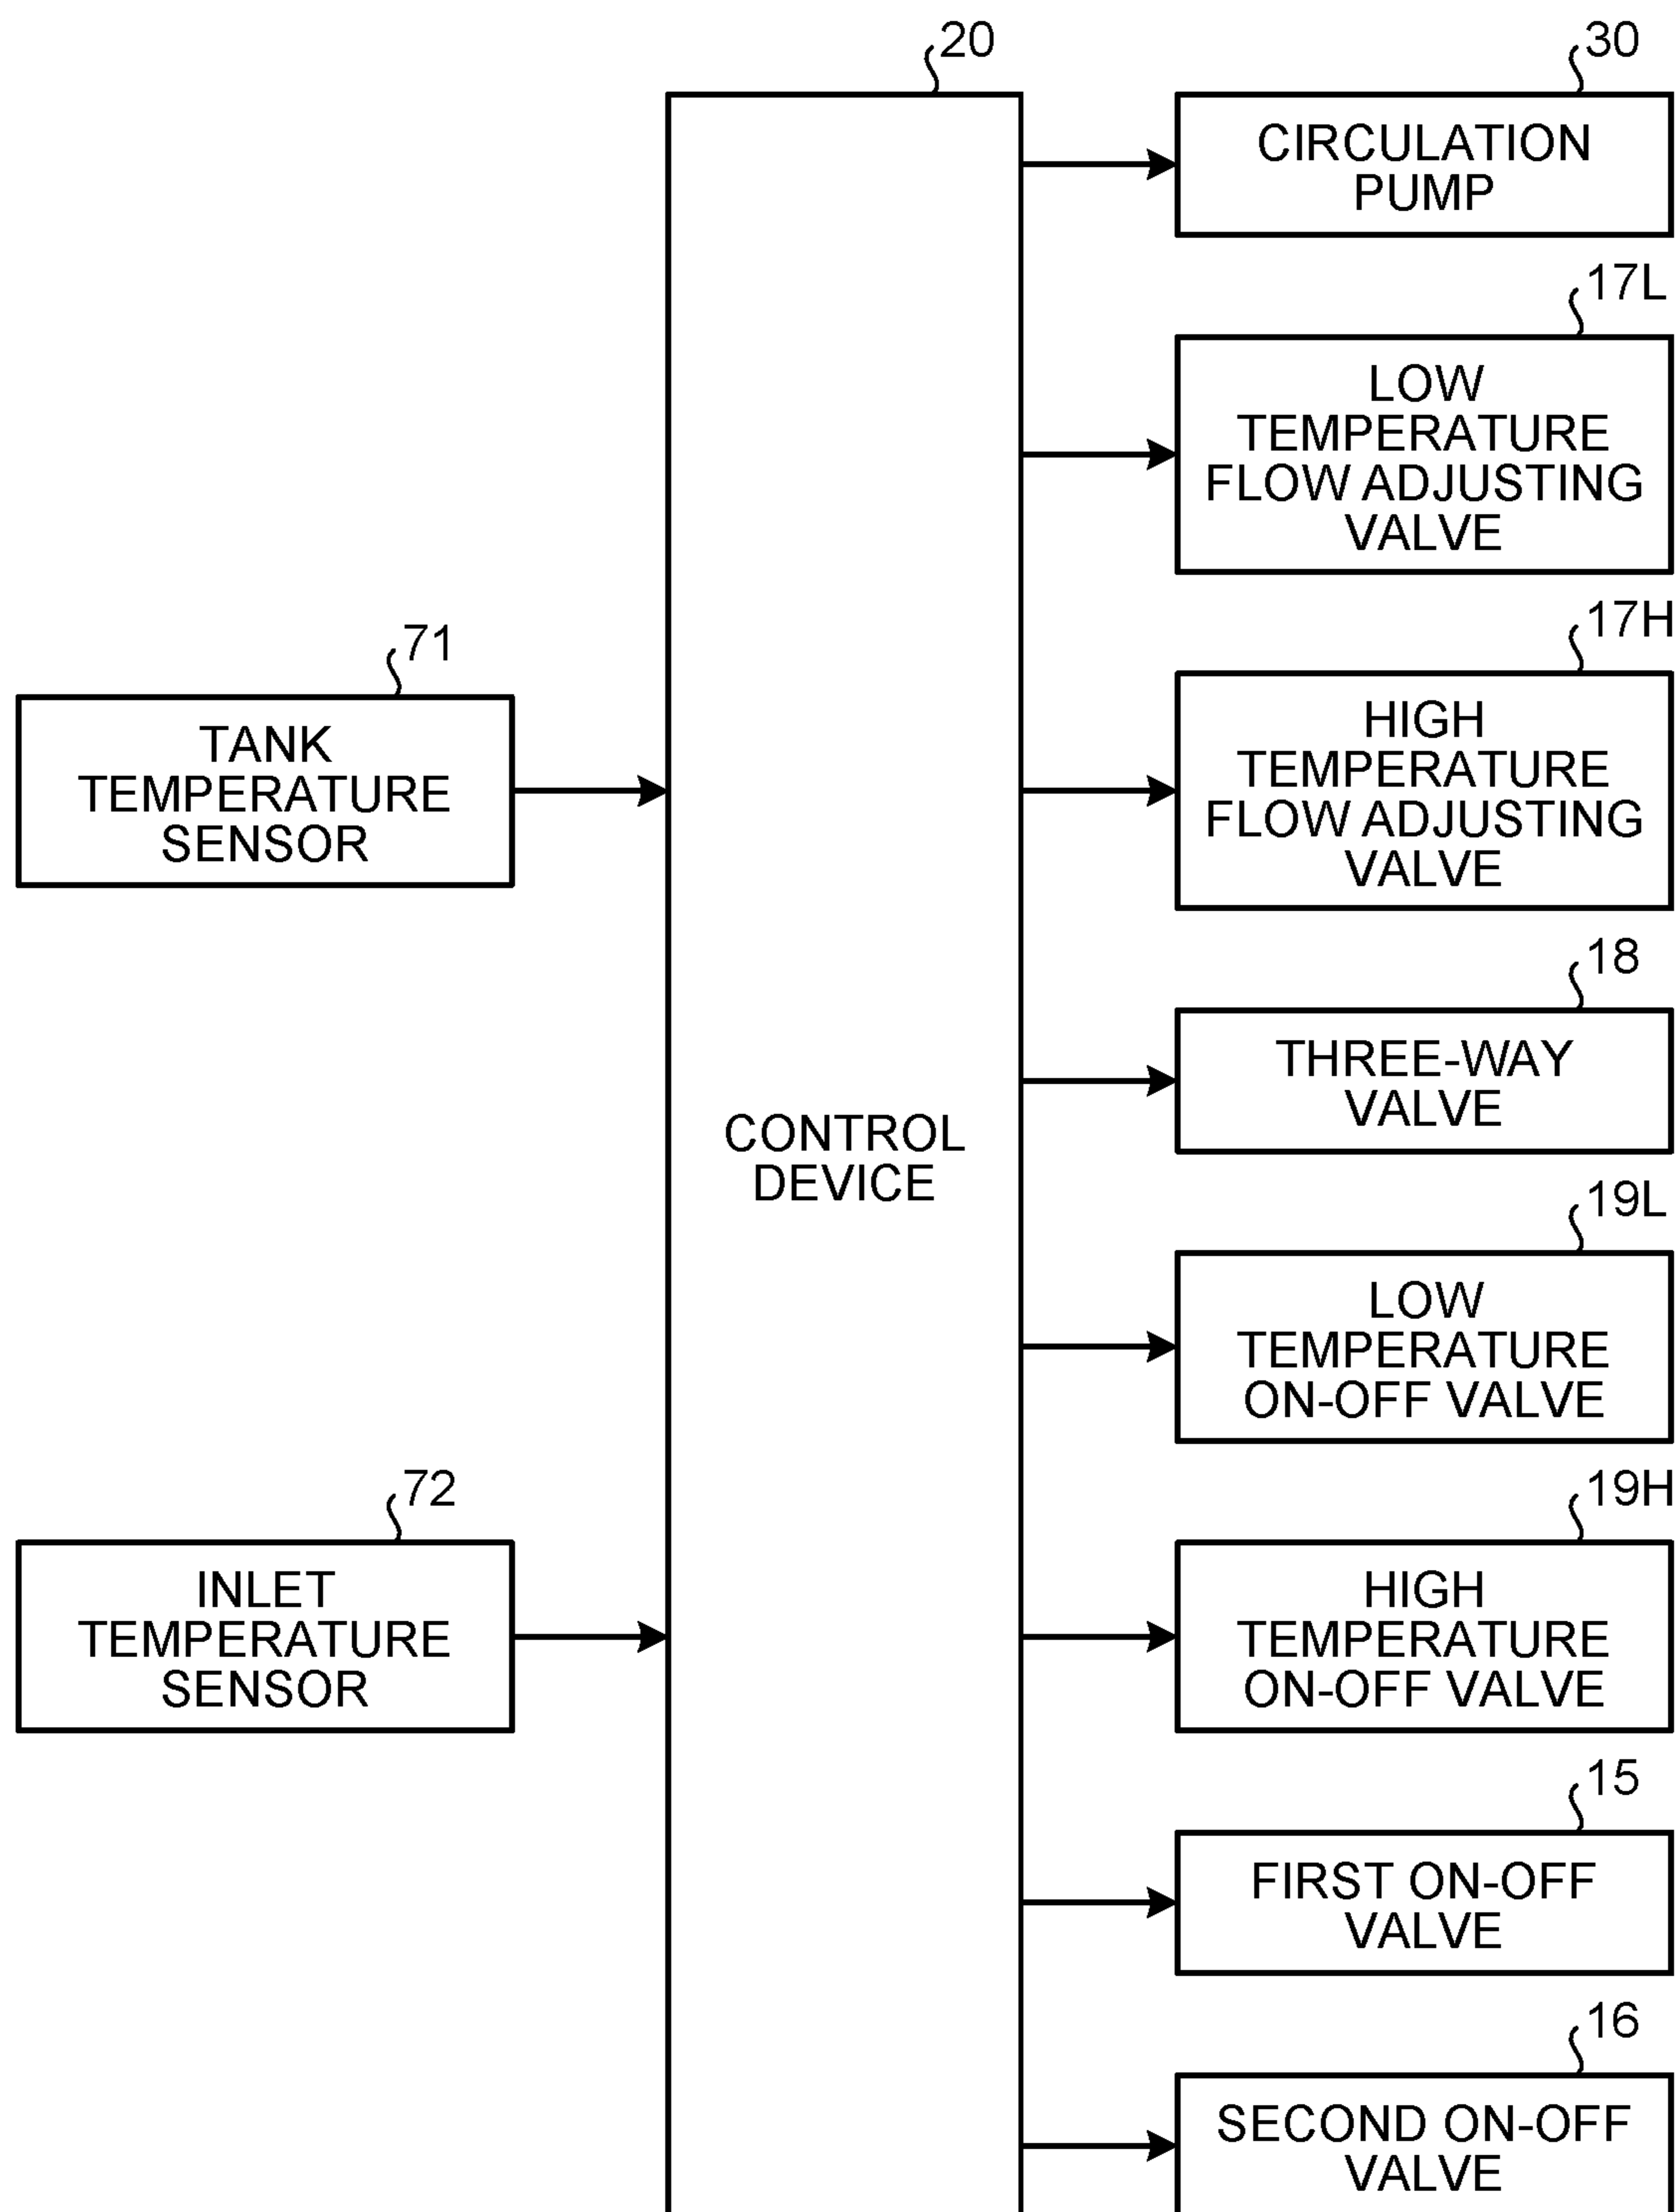 20
30
CIRCULATION
PUMP
17L
LOW
TEMPERATURE
FLOW ADJUSTING
VALVE
17H
71
TANK
TEMPERATURE
SENSOR
HIGH
TEMPERATURE
FLOW ADJUSTING
VALVE
18
THREE-WAY
VALVE
CONTROL
DEVICE
19L
LOW
TEMPERATURE
ON-OFF VALVE
72
INLET
TEMPERATURE
SENSOR
19H
HIGH
TEMPERATURE
ON-OFF VALVE
15
FIRST ON-OFF
VALVE
16
SECOND ON-OFF
VALVE